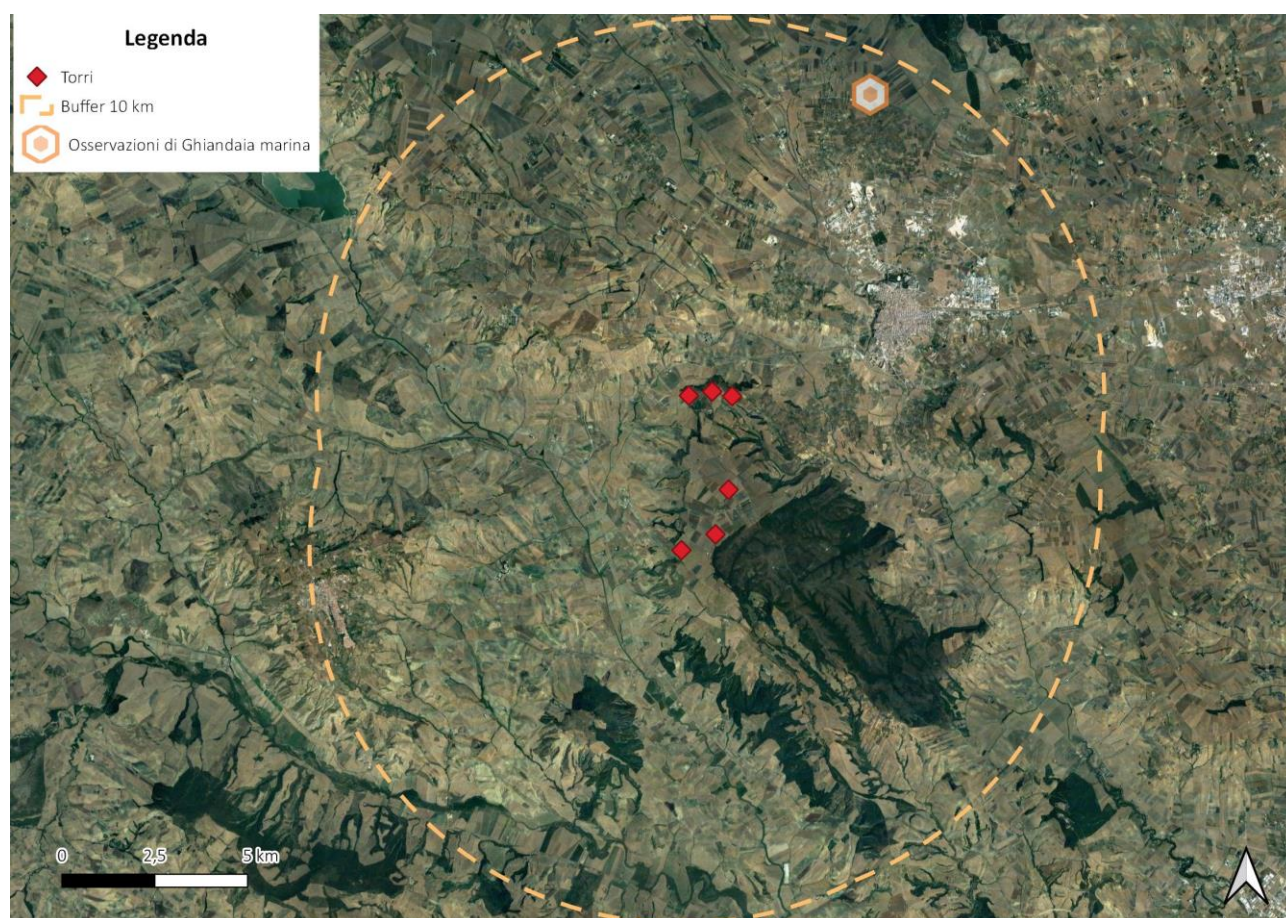 Legenda
Torri
Buffer 10 km
Osservazioni di Ghiandaia marina
0 2,5 5 km